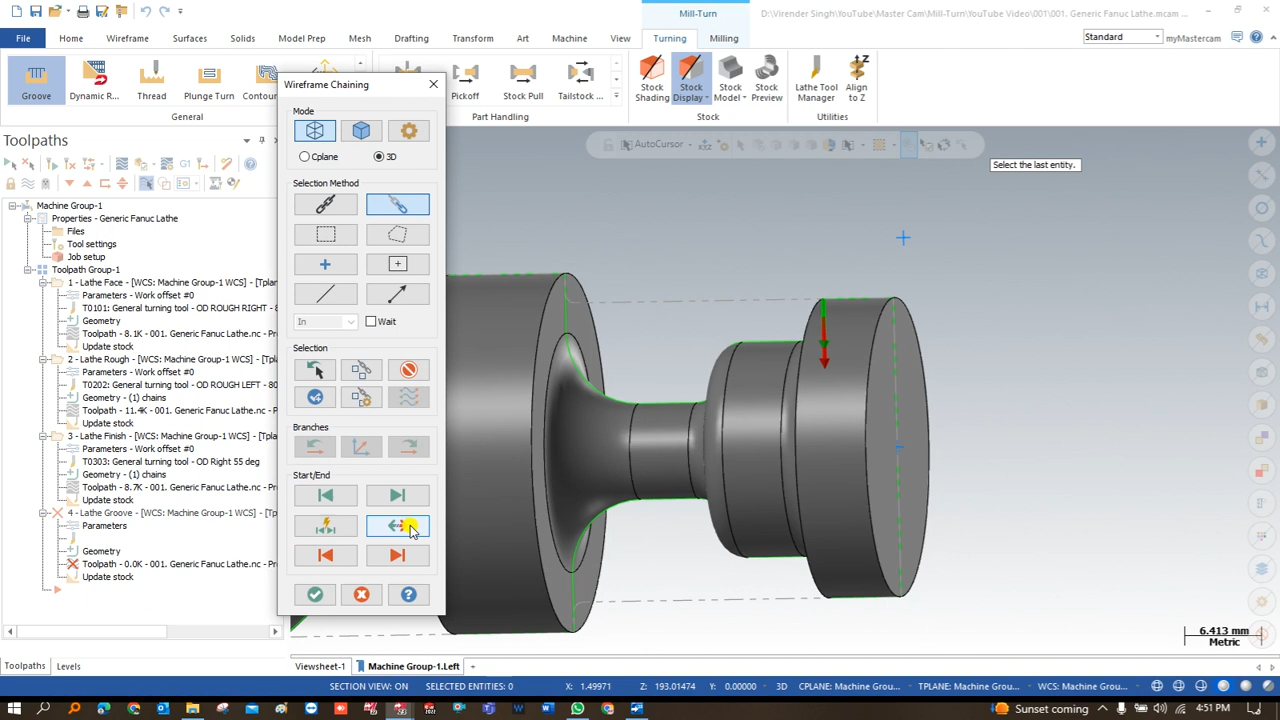 Mill-Turn
D:\Virender Singh\YouTube\Master Cam\Mill-Turn\YouTube Video\001\001. Generic Fanuc Lathe.mcam ...
File Home Wireframe Surfaces Solids Model Prep Mesh Drafting Transform Art Machine View Turning Milling
Standard myMastercam
Groove Dynamic R... Thread Plunge Turn Contou
Pickoff Stock Pull Tailstock ...
Stock Shading Stock Display Stock Model Stock Preview Lathe Tool Manager Align to Z
General Part Handling Stock Utilities
Toolpaths
Machine Group-1
Properties - Generic Fanuc Lathe
Files
Tool settings
Job setup
Toolpath Group-1
1 - Lathe Face - [WCS: Machine Group-1] - [Tplan
Parameters - Work offset #0
T0101: General turning tool - OD ROUGH RIGHT - 8
Geometry
Toolpath - 8.1K - 001. Generic Fanuc Lathe.nc - Pro
Update stock
2 - Lathe Rough - [WCS: Machine Group-1] - [Tpla
Parameters - Work offset #0
T0202: General turning tool - OD ROUGH LEFT - 80
Geometry - (1) chains
Toolpath - 11.4K - 001. Generic Fanuc Lathe.nc - P
Update stock
3 - Lathe Finish - [WCS: Machine Group-1] - [Tpla
Parameters - Work offset #0
T0303: General turning tool - OD Right 55 deg
Geometry - (1) chains
Toolpath - 8.7K - 001. Generic Fanuc Lathe.nc - Pr
Update stock
4 - Lathe Groove - [WCS: Machine Group-1] - [Tpl
Parameters
Geometry
Toolpath - 0.0K - 001. Generic Fanuc Lathe.nc - Pr
Update stock
Toolpaths Levels
Wireframe Chaining
Mode
Cplane 3D
Selection Method
In Wait
Selection
Branches
Start/End
AutoCursor
Select the last entity.
6.413 mm
Metric
Viewsheet-1 Machine Group-1.Left +
SECTION VIEW: ON SELECTED ENTITIES: 0 X: 1.49971 Z: 193.01474 Y: 0.00000 3D CPLANE: Machine Grou... TPLANE: Machine Grou... WCS: Machine Grou...
Sunset coming 4:51 PM